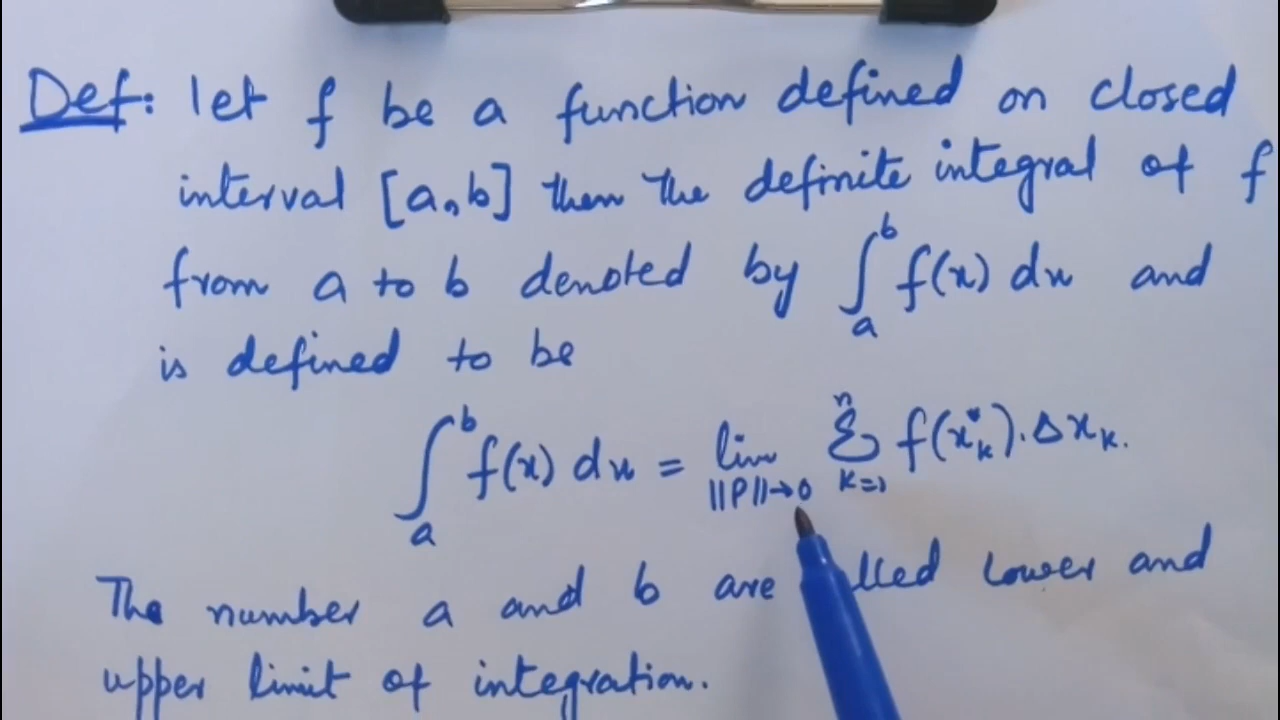 Def: let f be a function defined on closed
interval [a,b] then the definite integral of f
from a to b denoted by ∫_a^b f(x) dx and
is defined to be
∫_a^b f(x) dx = lim_{||P||→0} Σ_{k=1}^n f(x_k^*).Δx_k.
The number a and b are lled lower and
upper limit of integration.